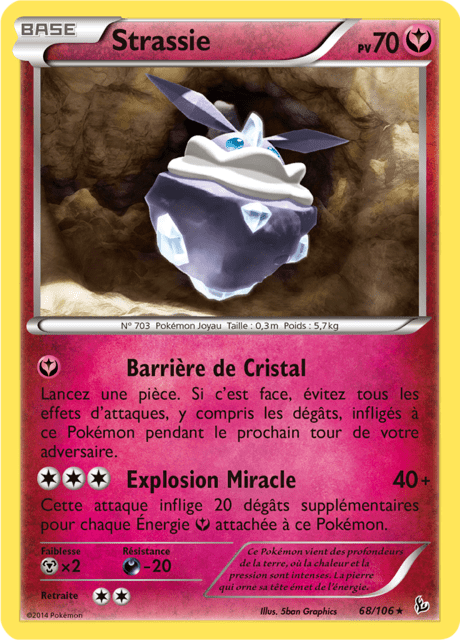 BASE
Strassie
PV 70
N° 703 Pokémon Joyau Taille : 0,3 m Poids : 5,7 kg
Barrière de Cristal
Lancez une pièce. Si c'est face, évitez tous les
effets d'attaques, y compris les dégâts, infligés à
ce Pokémon pendant le prochain tour de votre
adversaire.
Explosion Miracle 40+
Cette attaque inflige 20 dégâts supplémentaires
pour chaque Énergie attachée à ce Pokémon.
Faiblesse
×2
Résistance
-20
Retraite
Ce Pokémon vient des profondeurs
de la terre, où la chaleur et la
pression sont intenses. La pierre
qui orne sa tête émet de l'énergie.
©2014 Pokémon
Illus. 5ban Graphics
68/106